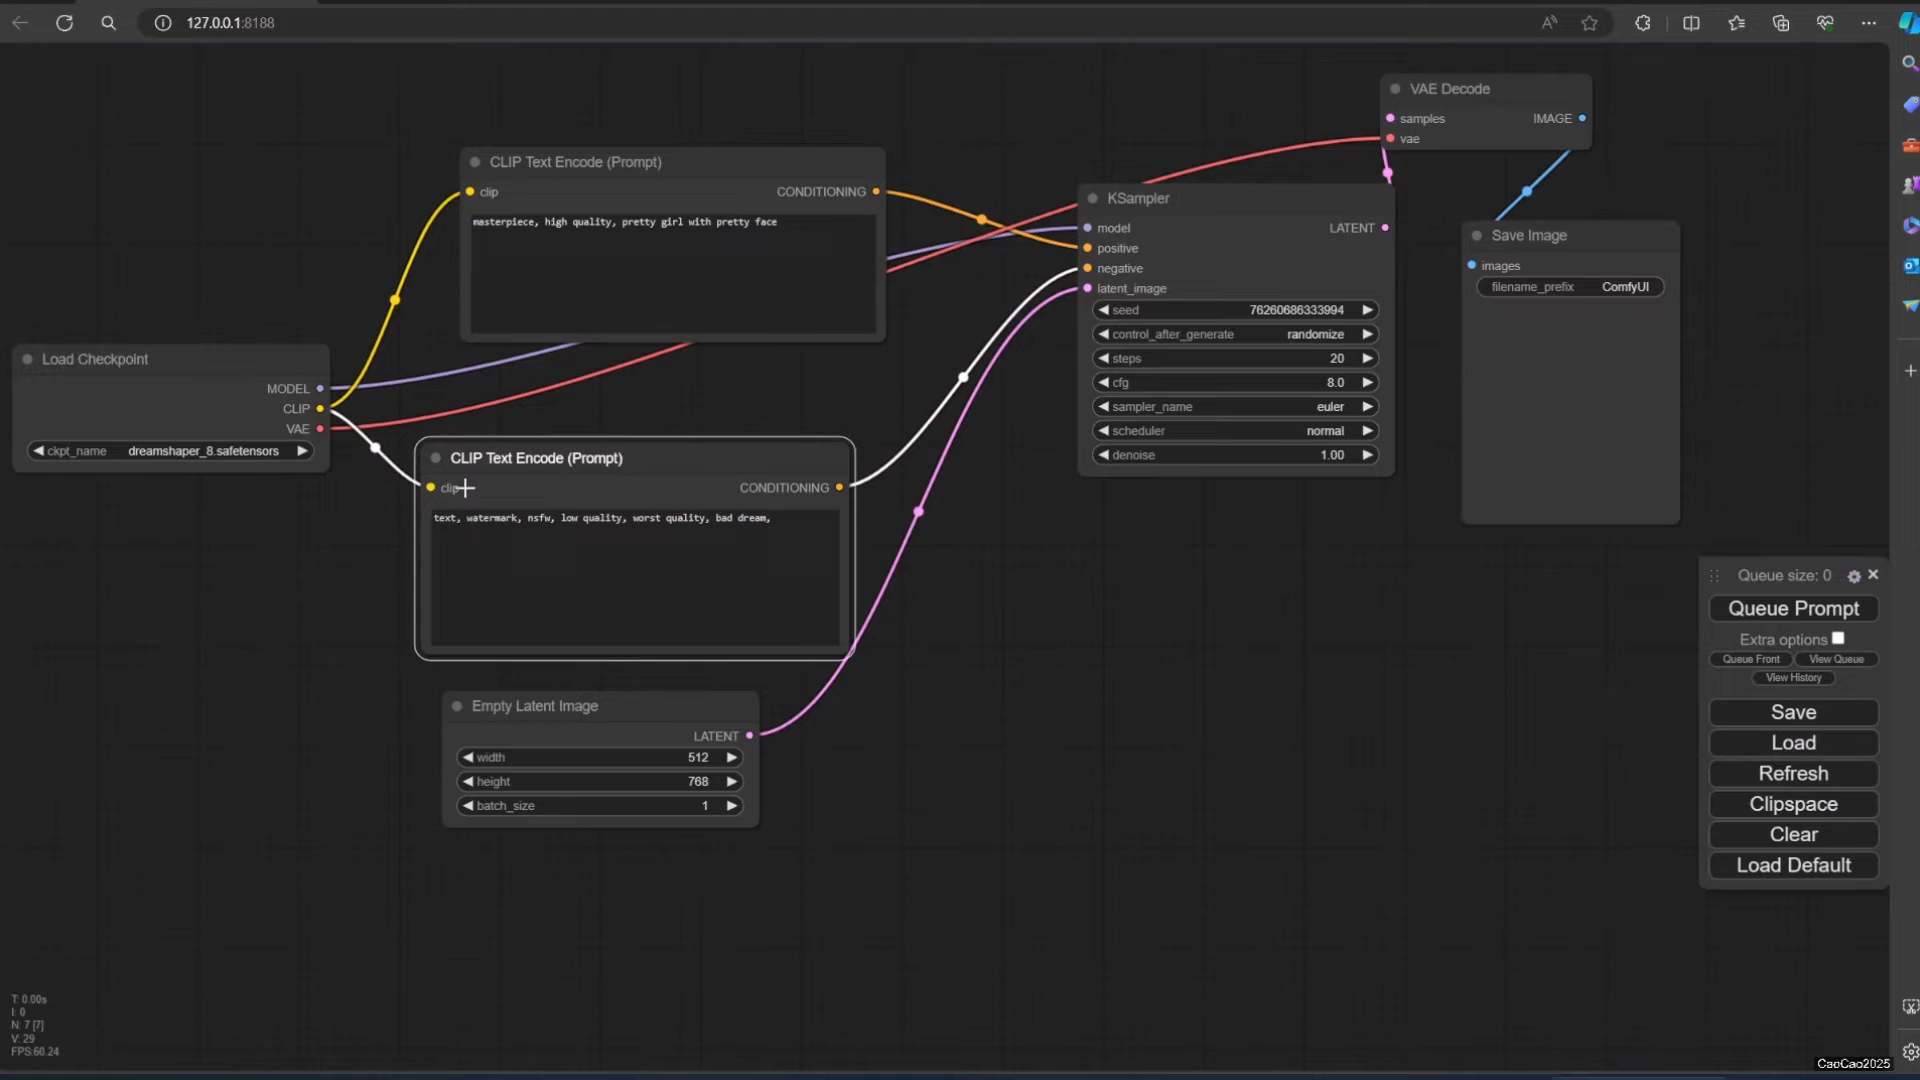 127.0.0.1:8188
VAE Decode
samples IMAGE
vae
CLIP Text Encode (Prompt)
clip CONDITIONING
masterpiece, high quality, pretty girl with pretty face
KSampler
model LATENT
positive
negative
latent_image
seed 76260686333994
control_after_generate randomize
steps 20
cfg 8.0
sampler_name euler
scheduler normal
denoise 1.00
Save Image
images
filename_prefix ComfyUI
Load Checkpoint
MODEL
CLIP
VAE
ckpt_name dreamshaper_8.safetensors
CLIP Text Encode (Prompt)
clip CONDITIONING
text, watermark, nsfw, low quality, worst quality, bad dream,
Empty Latent Image
LATENT
width 512
height 768
batch_size 1
Queue size: 0
Queue Prompt
Extra options
Queue Front View Queue
View History
Save
Load
Refresh
Clipspace
Clear
Load Default
T: 0.00s
I: 0
N: 7 [7]
V: 29
FPS:60.24
CaoCao2025